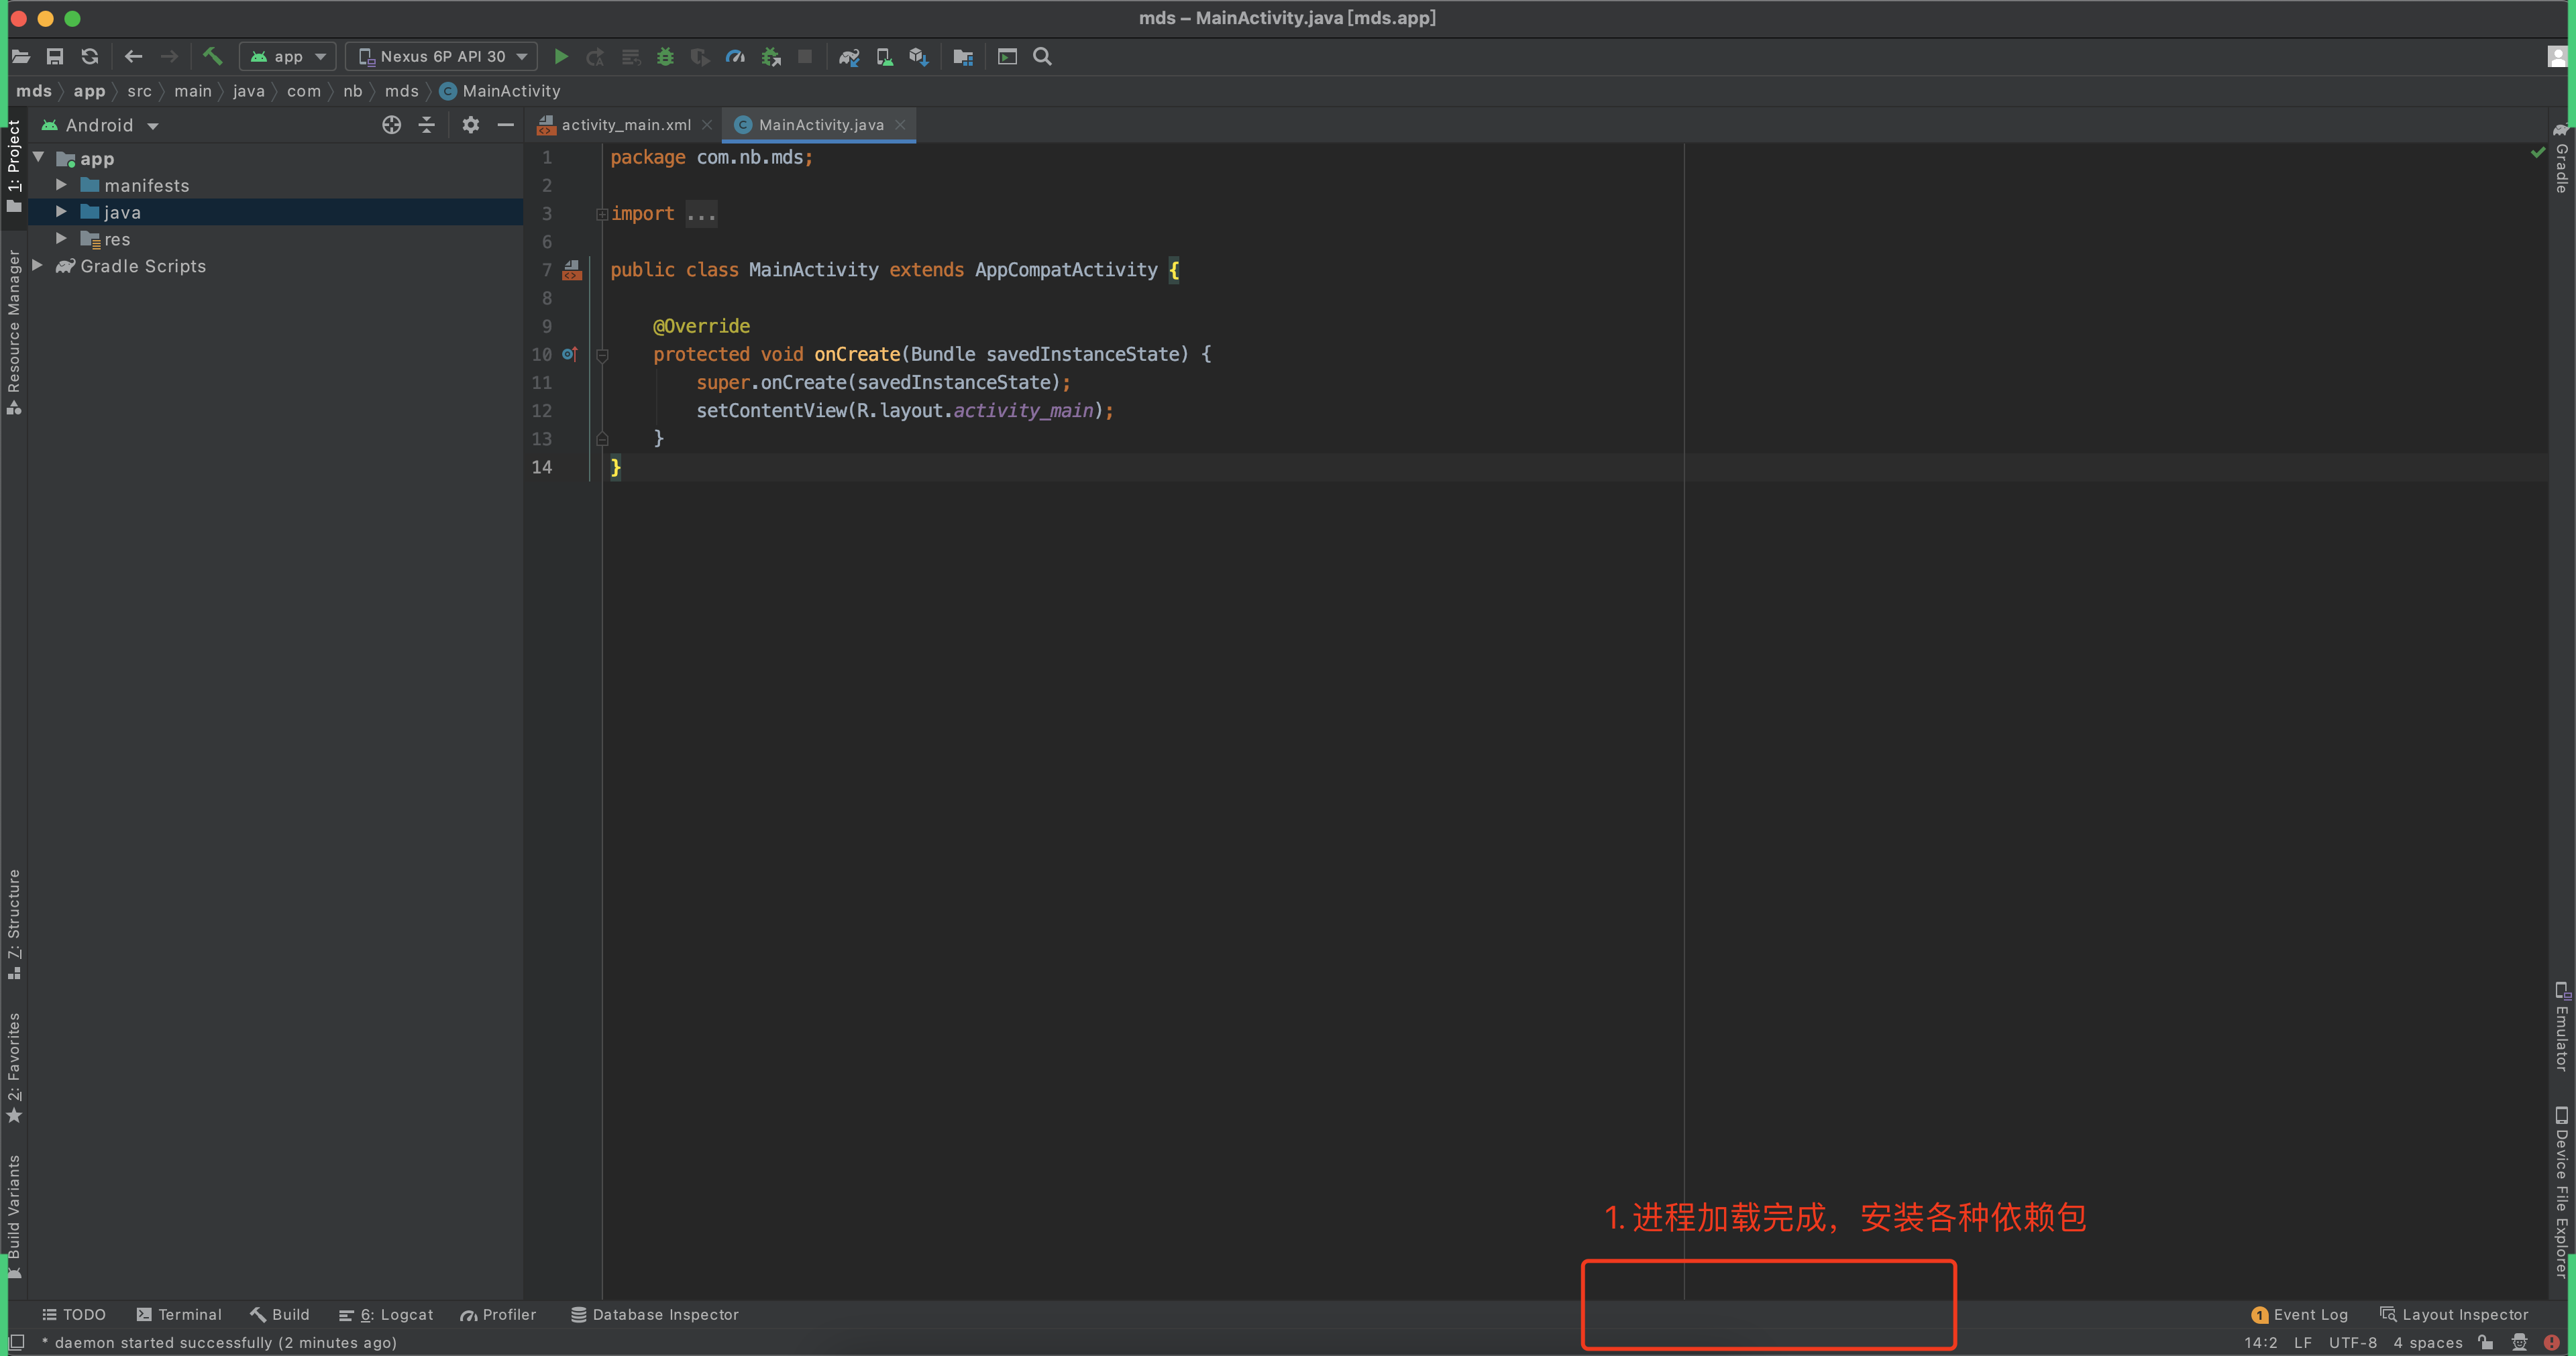 mds – MainActivity.java [mds.app]
app
Nexus 6P API 30
mds
app
src
main
java
com
nb
mds
C MainActivity
Android
activity_main.xml
C MainActivity.java
1: Project
Resource Manager
Z: Structure
2: Favorites
Build Variants
app
manifests
java
res
Gradle Scripts
1 package com.nb.mds;
2
3 import ...
6
7 public class MainActivity extends AppCompatActivity {
8
9 @Override
10 protected void onCreate(Bundle savedInstanceState) {
11 super.onCreate(savedInstanceState);
12 setContentView(R.layout.activity_main);
13 }
14 }
Gradle
Emulator
Device File Explorer
1. 进程加载完成，安装各种依赖包
TODO
Terminal
Build
6: Logcat
Profiler
Database Inspector
1 Event Log
Layout Inspector
* daemon started successfully (2 minutes ago)
14:2 LF UTF-8 4 spaces